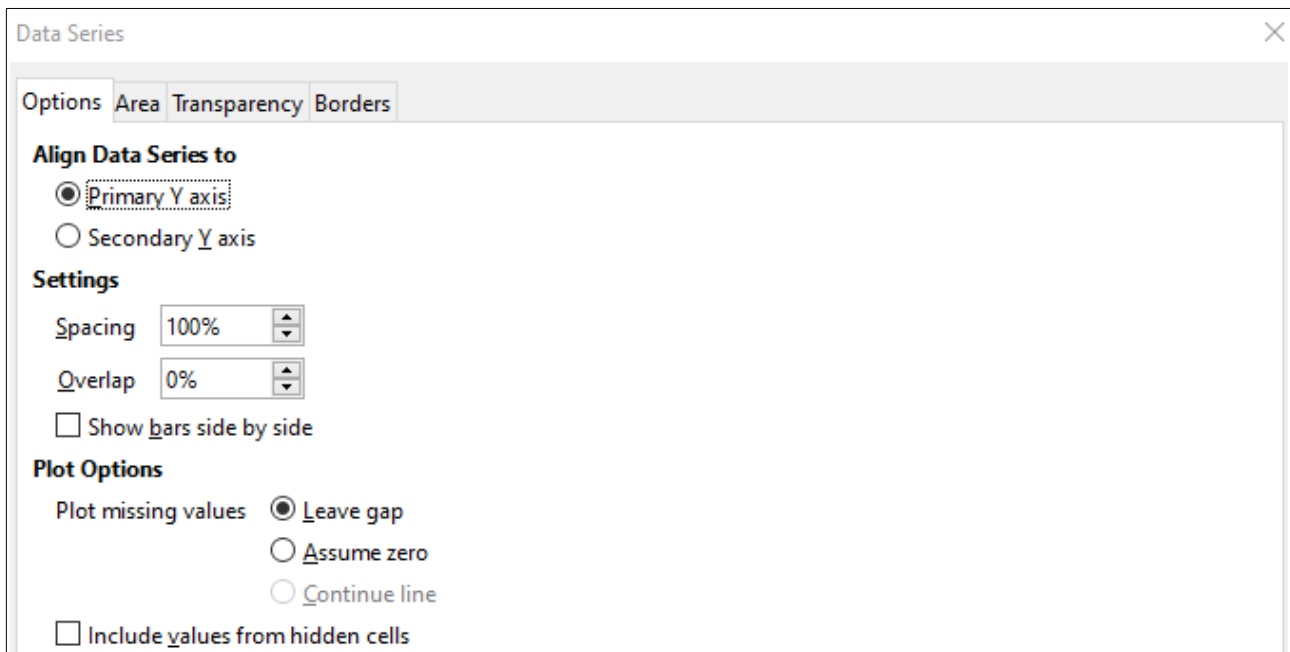 Data Series
Options Area Transparency Borders
Align Data Series to
Primary Y axis
Secondary Y axis
Settings
Spacing 100%
Overlap 0%
Show bars side by side
Plot Options
Plot missing values Leave gap
Assume zero
Continue line
Include values from hidden cells